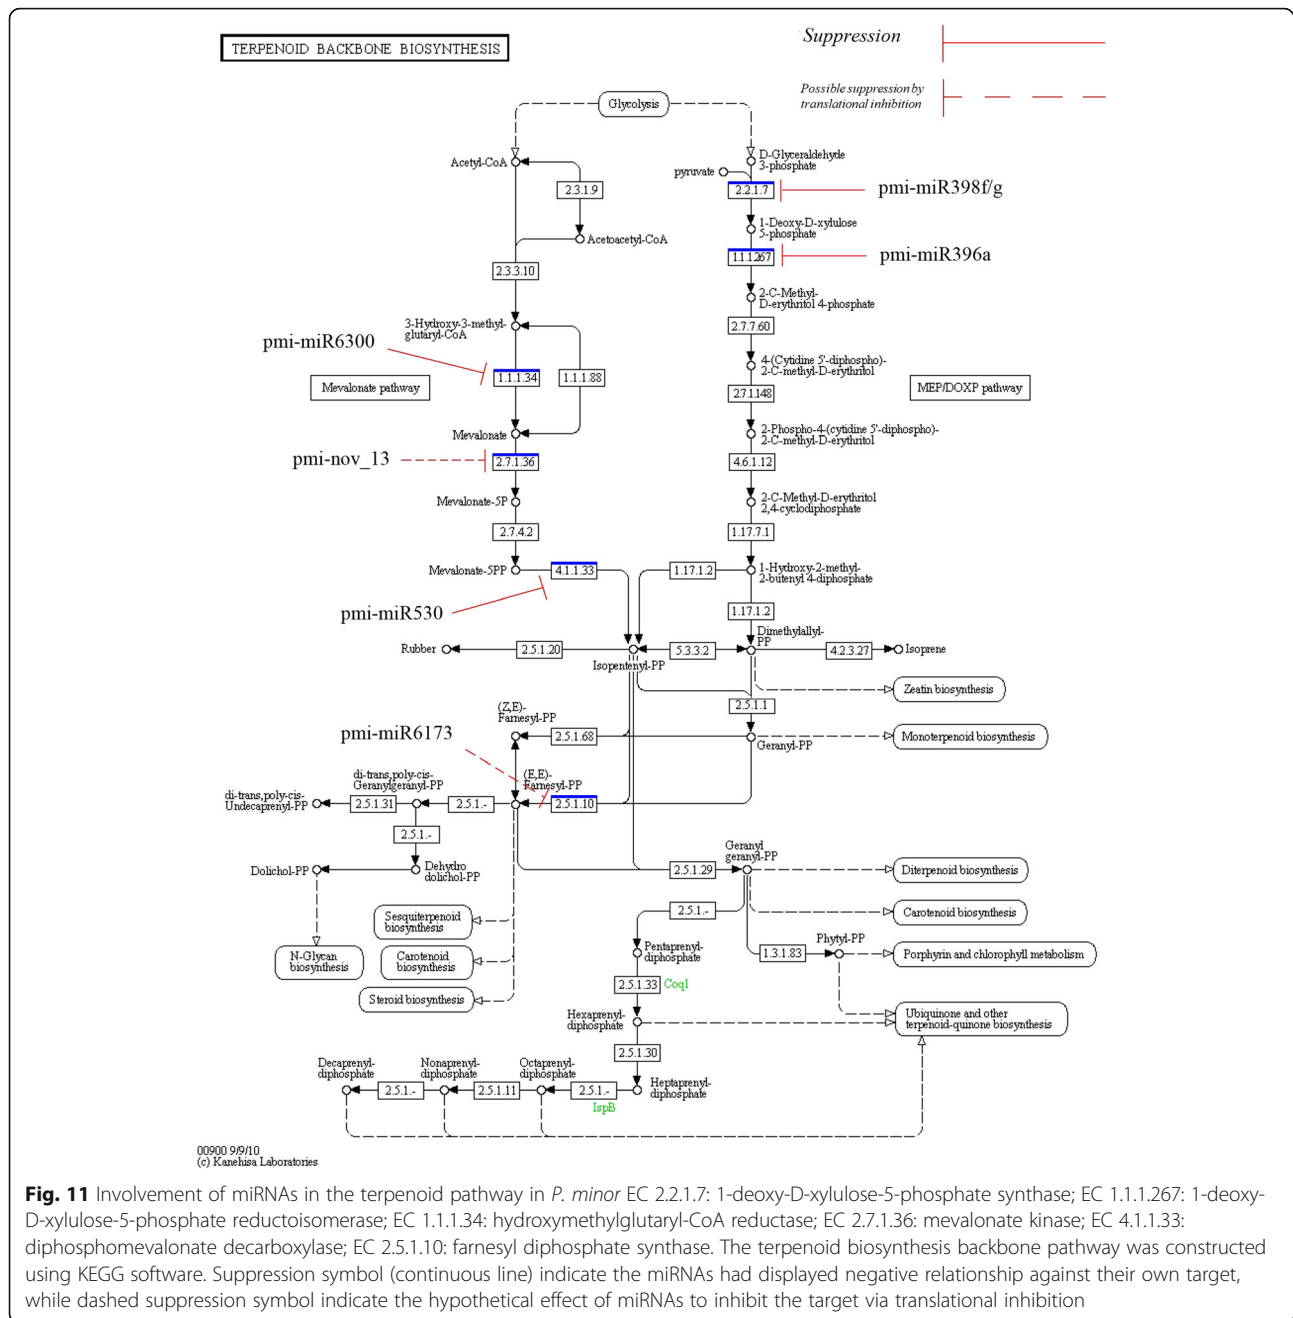 TERPENOID BACKBONE BIOSYNTHESIS
Suppression
Possible suppression by
translational inhibition
Glycolysis
Acetyl-CoA
2.3.1.9
Acetoacetyl-CoA
2.3.3.10
3-Hydroxy-3-methyl-
glutaryl-CoA
pmi-miR6300
1.1.1.34
1.1.1.88
Mevalonate pathway
Mevalonate
pmi-nov_13
2.7.1.36
Mevalonate-5P
2.7.4.2
Mevalonate-5PP
4.1.1.33
pmi-miR530
D-Glyceraldehyde
3-phosphate
pyruvate
2.2.1.7
pmi-miR398f/g
1-Deoxy-D-xylulose
5-phosphate
1.1.1.267
pmi-miR396a
2-C-Methyl-
D-erythritol 4-phosphate
2.7.7.60
4-(Cytidine 5'-diphospho)-
2-C-methyl-D-erythritol
2.7.1.148
MEP/DOXP pathway
2-Phospho-4-(cytidine 5'-diphospho)-
2-C-methyl-D-erythritol
4.6.1.12
2-C-Methyl-D-erythritol
2,4-cyclodiphosphate
1.17.7.1
1.17.1.2
1-Hydroxy-2-methyl-
2-butenyl 4-diphosphate
1.17.1.2
Dimethylallyl-
PP
Rubber
2.5.1.20
Isopentenyl-PP
5.3.3.2
4.2.3.27
Isoprene
Zeatin biosynthesis
2.5.1.1
(Z,E)-
Farnesyl-PP
2.5.1.68
Geranyl-PP
Monoterpenoid biosynthesis
pmi-miR6173
(E,E)-
Farnesyl-PP
2.5.1.10
di-trans,poly-cis-
Geranylgeranyl-PP
di-trans,poly-cis-
Undecaprenyl-PP
2.5.1.31
2.5.1.-
2.5.1.-
Dolichol-PP
Dehydro
dolichol-PP
2.5.1.29
Geranyl
geranyl-PP
Diterpenoid biosynthesis
Sesquiterpenoid
biosynthesis
2.5.1.-
Carotenoid biosynthesis
N-Glycan
biosynthesis
Carotenoid
biosynthesis
Pentaprenyl-
diphosphate
1.3.1.83
Phytyl-PP
Porphyrin and chlorophyll metabolism
Steroid biosynthesis
2.5.1.33
Coq1
Hexaprenyl-
diphosphate
Ubiquinone and other
terpenoid-quinone biosynthesis
2.5.1.30
Decaprenyl-
diphosphate
Nonaprenyl-
diphosphate
Octaprenyl-
diphosphate
Heptaprenyl-
diphosphate
2.5.1.-
2.5.1.11
2.5.1.-
IspB
00900 9/9/10
(c) Kanehisa Laboratories
Fig. 11 Involvement of miRNAs in the terpenoid pathway in P. minor EC 2.2.1.7: 1-deoxy-D-xylulose-5-phosphate synthase; EC 1.1.1.267: 1-deoxy-
D-xylulose-5-phosphate reductoisomerase; EC 1.1.1.34: hydroxymethylglutaryl-CoA reductase; EC 2.7.1.36: mevalonate kinase; EC 4.1.1.33:
diphosphomevalonate decarboxylase; EC 2.5.1.10: farnesyl diphosphate synthase. The terpenoid biosynthesis backbone pathway was constructed
using KEGG software. Suppression symbol (continuous line) indicate the miRNAs had displayed negative relationship against their own target,
while dashed suppression symbol indicate the hypothetical effect of miRNAs to inhibit the target via translational inhibition